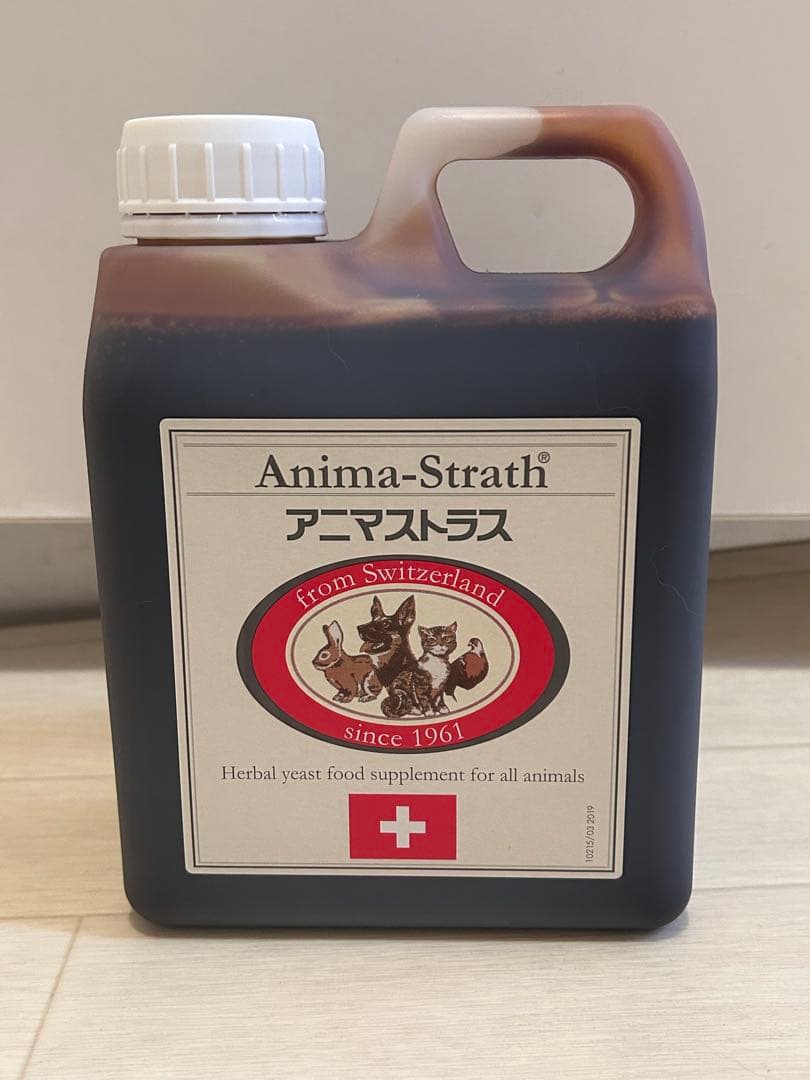 Anima-Strath®
アニマストラス
from Switzerland
since 1961
Herbal yeast food supplement for all animals
10215/03 2019